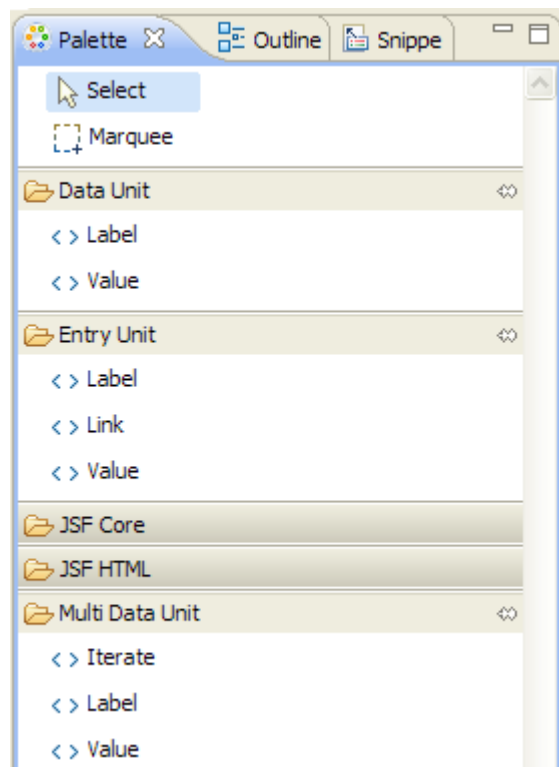 Palette Outline Snippe
Select
Marquee
Data Unit
< > Label
< > Value
Entry Unit
< > Label
< > Link
< > Value
JSF Core
JSF HTML
Multi Data Unit
< > Iterate
< > Label
< > Value